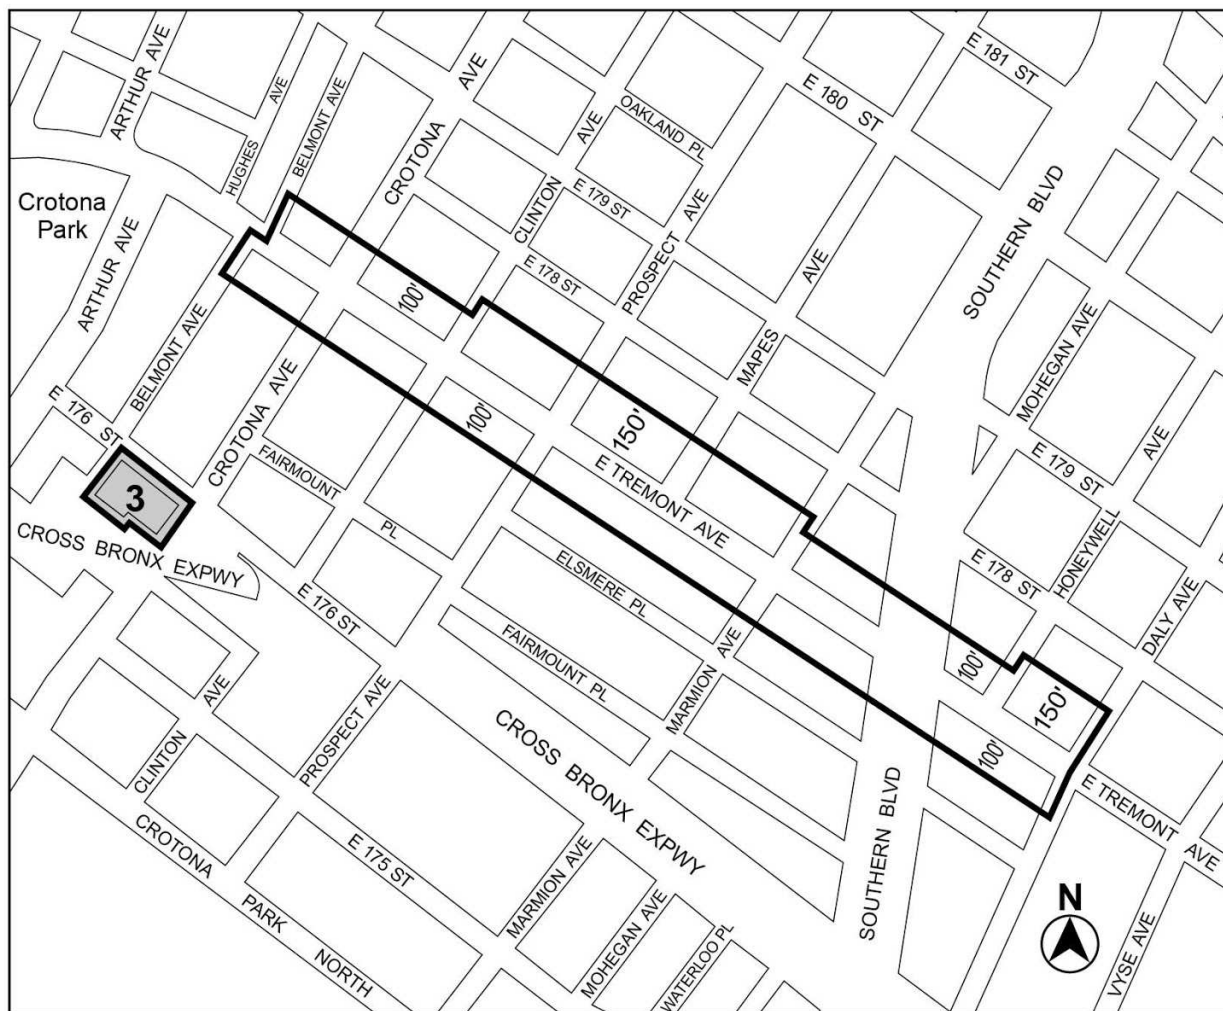 E 181 ST
ARTHUR AVE
AVE
E 180 ST
AVE
BELMONT AVE
OAKLAND PL
AVE
CROTONA
HUGHES
SOUTHERN BLVD
Crotona
Park
CLINTON
E 179 ST
AVE
PROSPECT
ARTHUR AVE
E 178 ST
AVE
100'
MAPES
MOHEGAN AVE
BELMONT AVE
CROTONA AVE
E 176 ST
100'
150'
AVE
FAIRMOUNT
PL
E TREMONT AVE
E 179 ST
3
CROSS BRONX EXPWY
ELSMERE PL
HONEYWELL
E 178 ST
E 176 ST
FAIRMOUNT PL
DALY AVE
MARMION AVE
100'
150'
AVE
PROSPECT AVE
CLINTON
CROSS BRONX EXPWY
100'
E TREMONT AVE
SOUTHERN BLVD
CROTONA
PARK
NORTH
E 175 ST
MARMION AVE
MOHEGAN AVE
WATERLOO PL
N
VYSE AVE